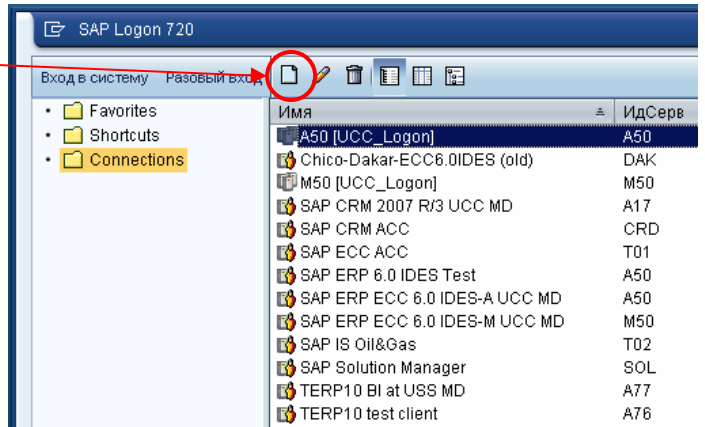 SAP Logon 720
Вход в систему Разовый вход
Favorites
Shortcuts
Connections
Имя ИдСерв
A50 [UCC_Logon] A50
Chico-Dakar-ECC6.0IDES (old) DAK
M50 [UCC_Logon] M50
SAP CRM 2007 R/3 UCC MD A17
SAP CRM ACC CRD
SAP ECC ACC T01
SAP ERP 6.0 IDES Test A50
SAP ERP ECC 6.0 IDES-A UCC MD A50
SAP ERP ECC 6.0 IDES-M UCC MD M50
SAP IS Oil&Gas T02
SAP Solution Manager SOL
TERP10 BI at USS MD A77
TERP10 test client A76